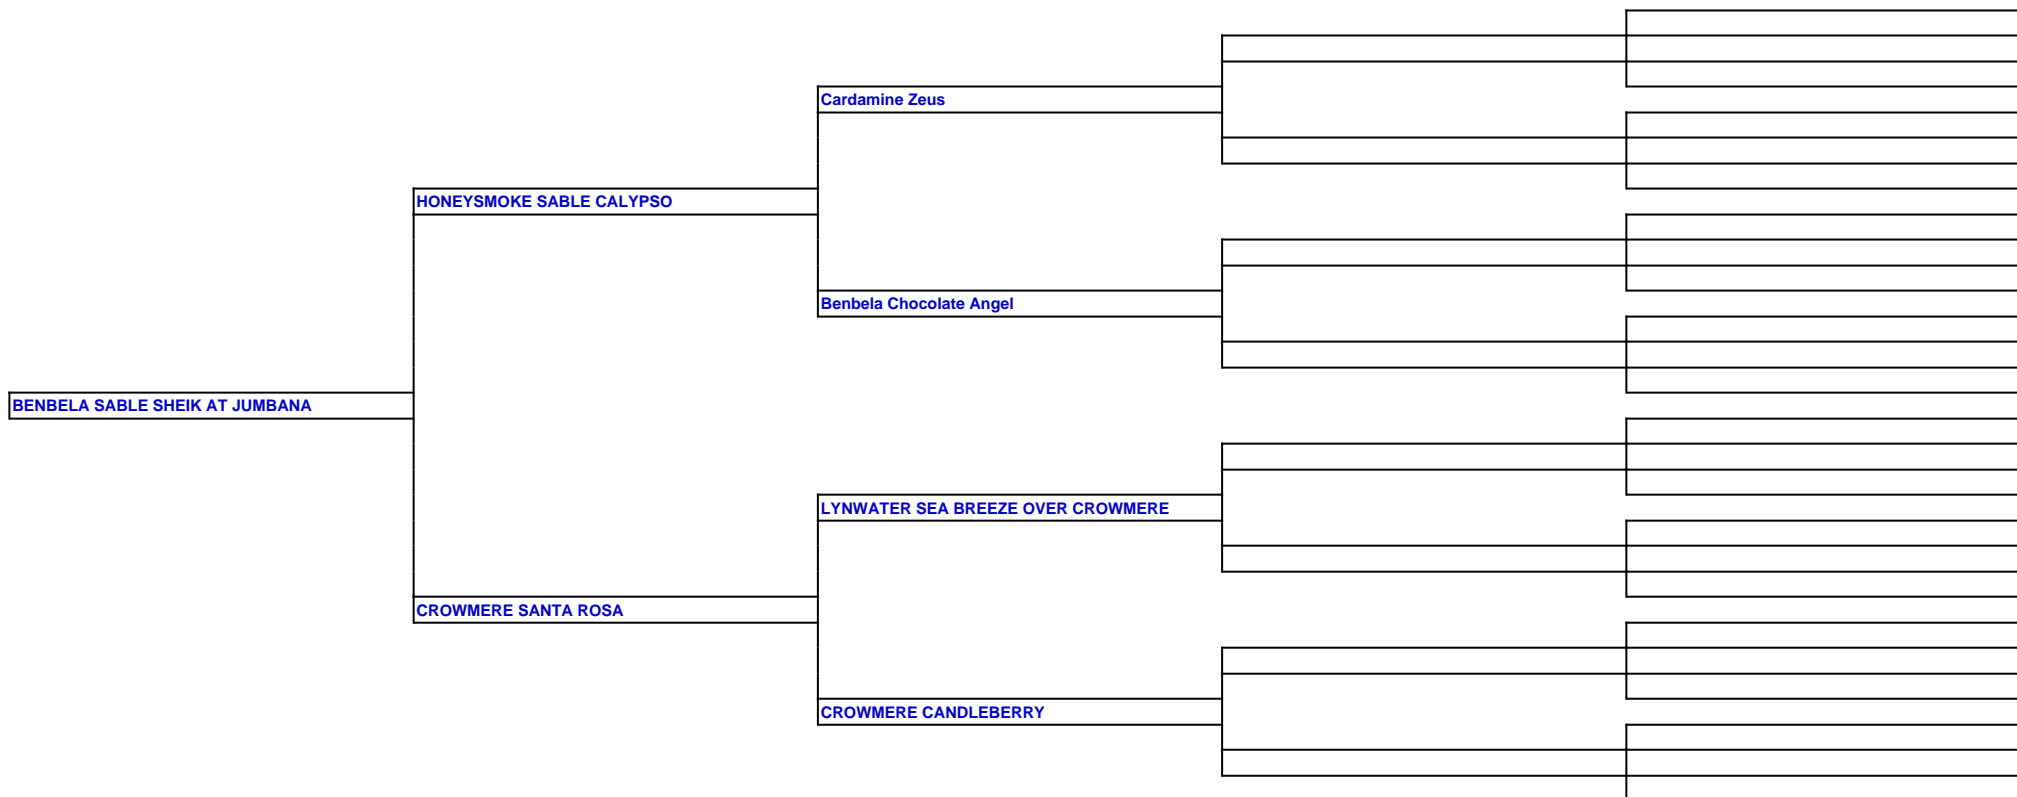 Cardamine Zeus
HONEYSMOKE SABLE CALYPSO
Benbela Chocolate Angel
BENBELA SABLE SHEIK AT JUMBANA
LYNWATER SEA BREEZE OVER CROWMERE
CROWMERE SANTA ROSA
CROWMERE CANDLEBERRY